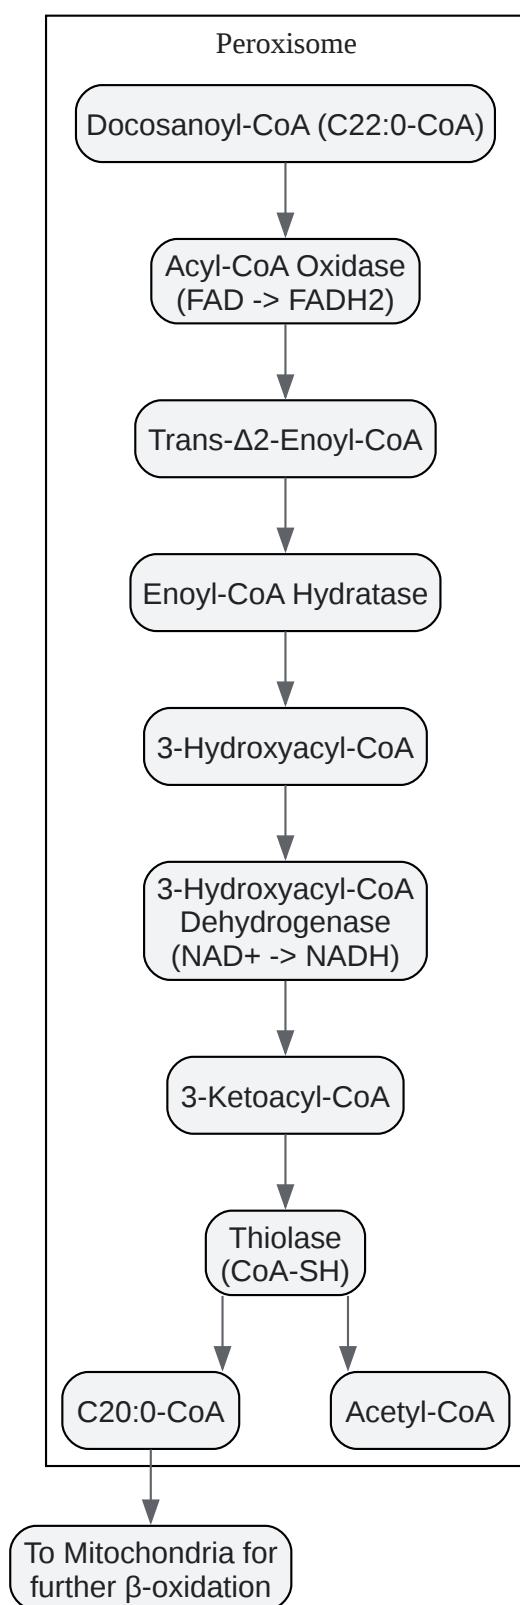 Peroxisome
Docosanoyl-CoA (C22:0-CoA)
Acyl-CoA Oxidase
(FAD -> FADH2)
Trans-Δ2-Enoyl-CoA
Enoyl-CoA Hydratase
3-Hydroxyacyl-CoA
3-Hydroxyacyl-CoA
Dehydrogenase
(NAD+ -> NADH)
3-Ketoacyl-CoA
Thiolase
(CoA-SH)
C20:0-CoA
Acetyl-CoA
To Mitochondria for
further β-oxidation